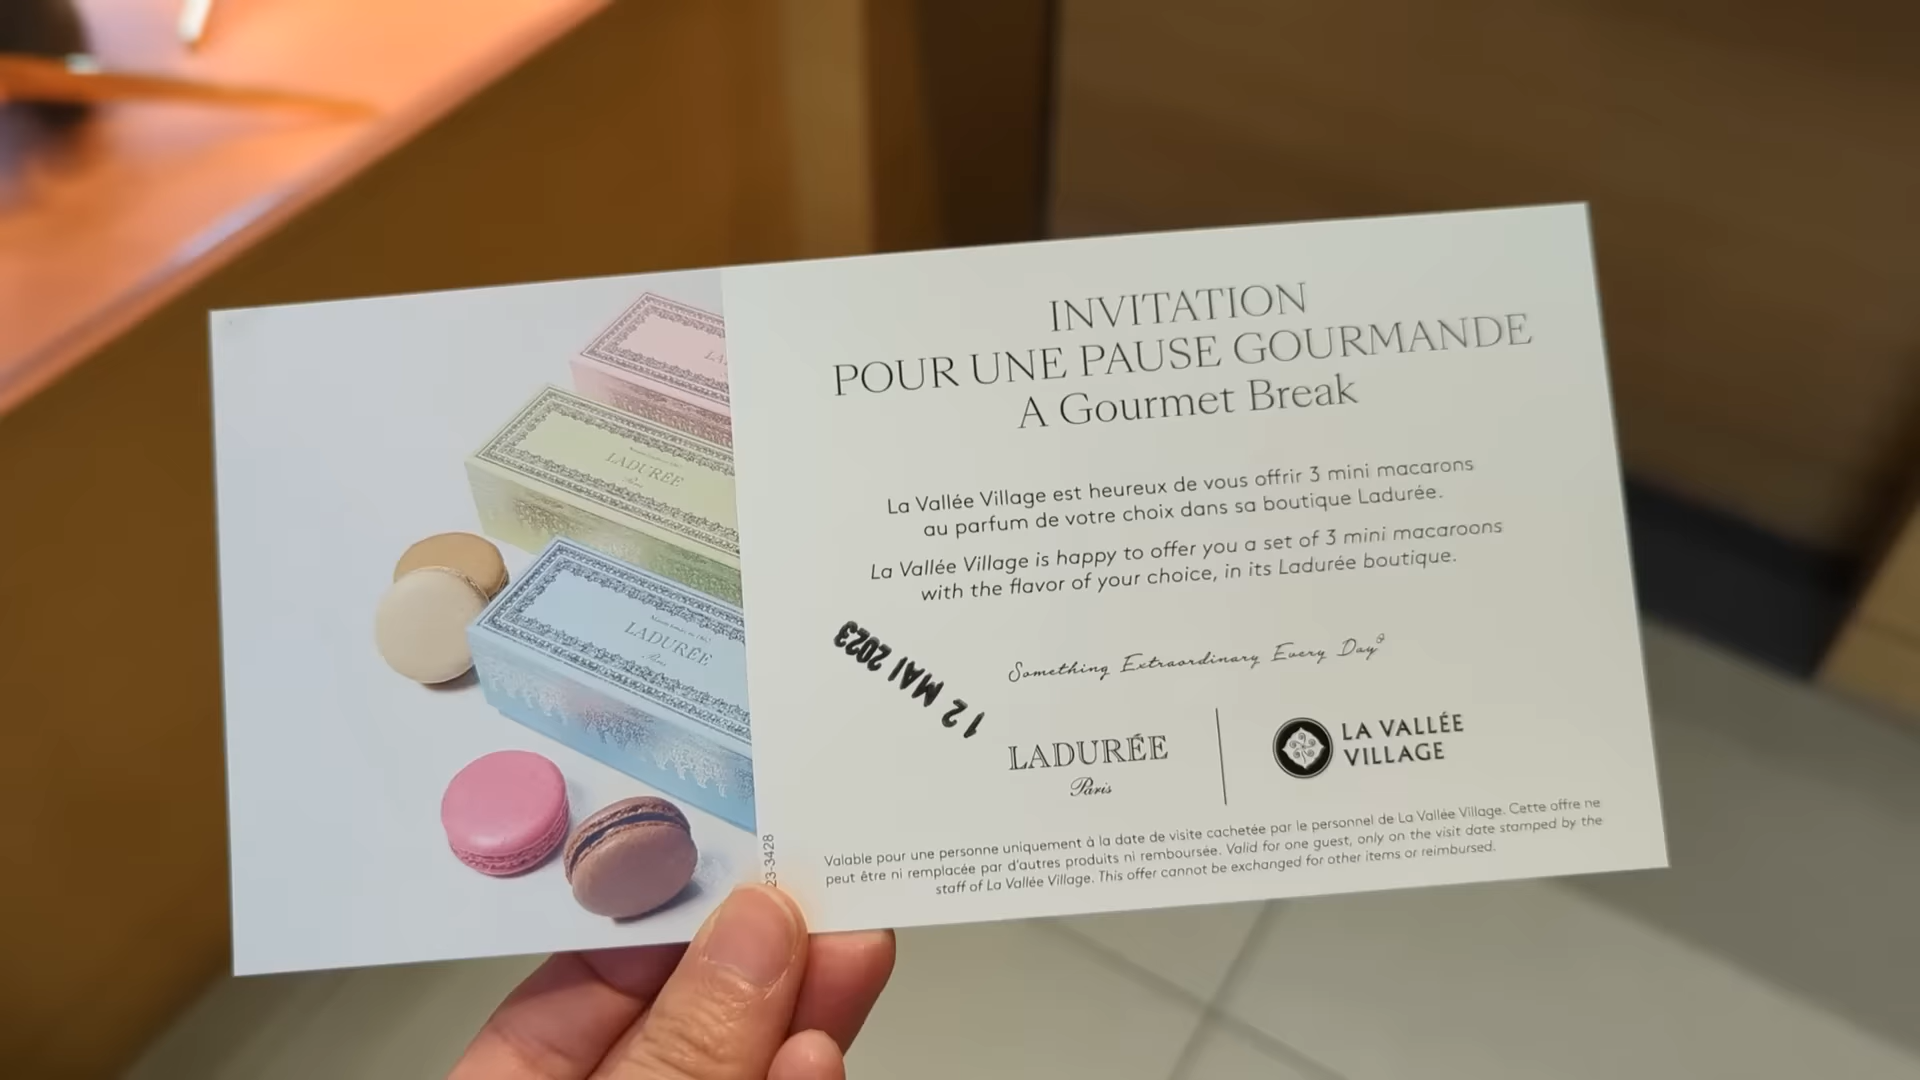 INVITATION
POUR UNE PAUSE GOURMANDE
A Gourmet Break
La Vallée Village est heureux de vous offrir 3 mini macarons
au parfum de votre choix dans sa boutique Ladurée.
La Vallée Village is happy to offer you a set of 3 mini macaroons
with the flavor of your choice, in its Ladurée boutique.
12 MAI 2023
Something Extraordinary Every Day
LADURÉE
Paris
LA VALLÉE
VILLAGE
Valable pour une personne uniquement à la date de visite cachetée par le personnel de La Vallée Village. Cette offre ne
peut être ni remplacée par d'autres produits ni remboursée. Valid for one guest, only on the visit date stamped by the
staff of La Vallée Village. This offer cannot be exchanged for other items or reimbursed.
23-3428
LADURÉE
Paris
LADURÉE
Paris